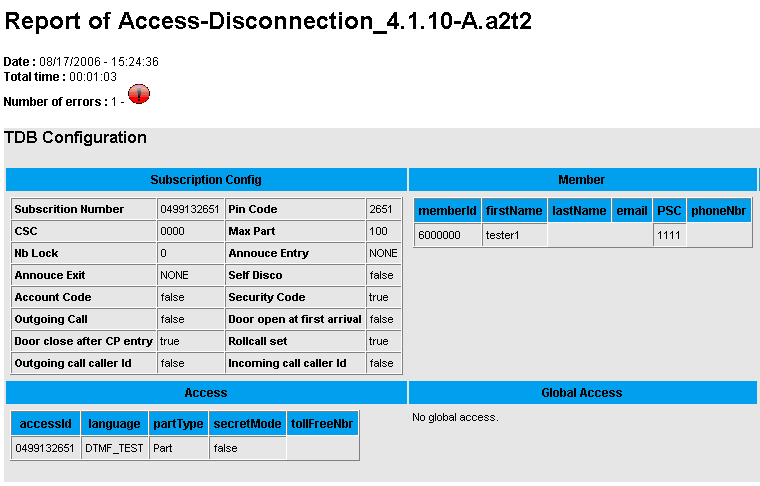 Report of Access-Disconnection_4.1.10-A.a2t2
Date : 08/17/2006 - 15:24:36
Total time : 00:01:03
Number of errors : 1 -
TDB Configuration
Subscription Config
Subscrition Number 0499132651 Pin Code 2651
CSC 0000 Max Part 100
Nb Lock 0 Annouce Entry NONE
Annouce Exit NONE Self Disco false
Account Code false Security Code true
Outgoing Call false Door open at first arrival false
Door close after CP entry true Rollcall set true
Outgoing call caller Id false Incoming call caller Id false
Member
memberId firstName lastName email PSC phoneNbr
6000000 tester1 1111
Access
accessId language partType secretMode tollFreeNbr
0499132651 DTMF_TEST Part false
Global Access
No global access.